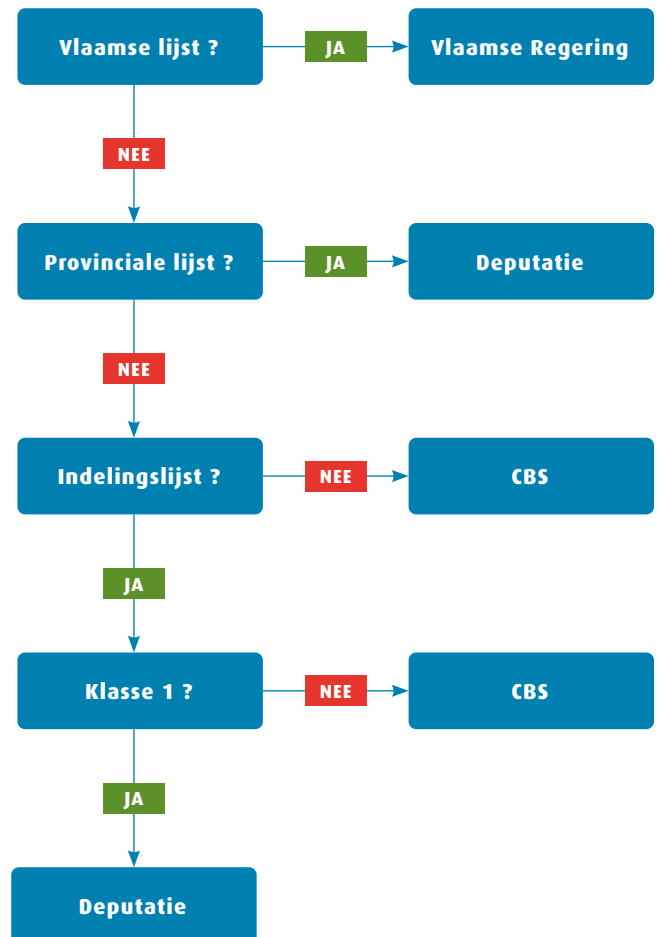 Vlaamse lijst ?
JA
Vlaamse Regering
NEE
Provinciale lijst ?
JA
Deputatie
NEE
Indelingslijst ?
NEE
CBS
JA
Klasse 1 ?
NEE
CBS
JA
Deputatie